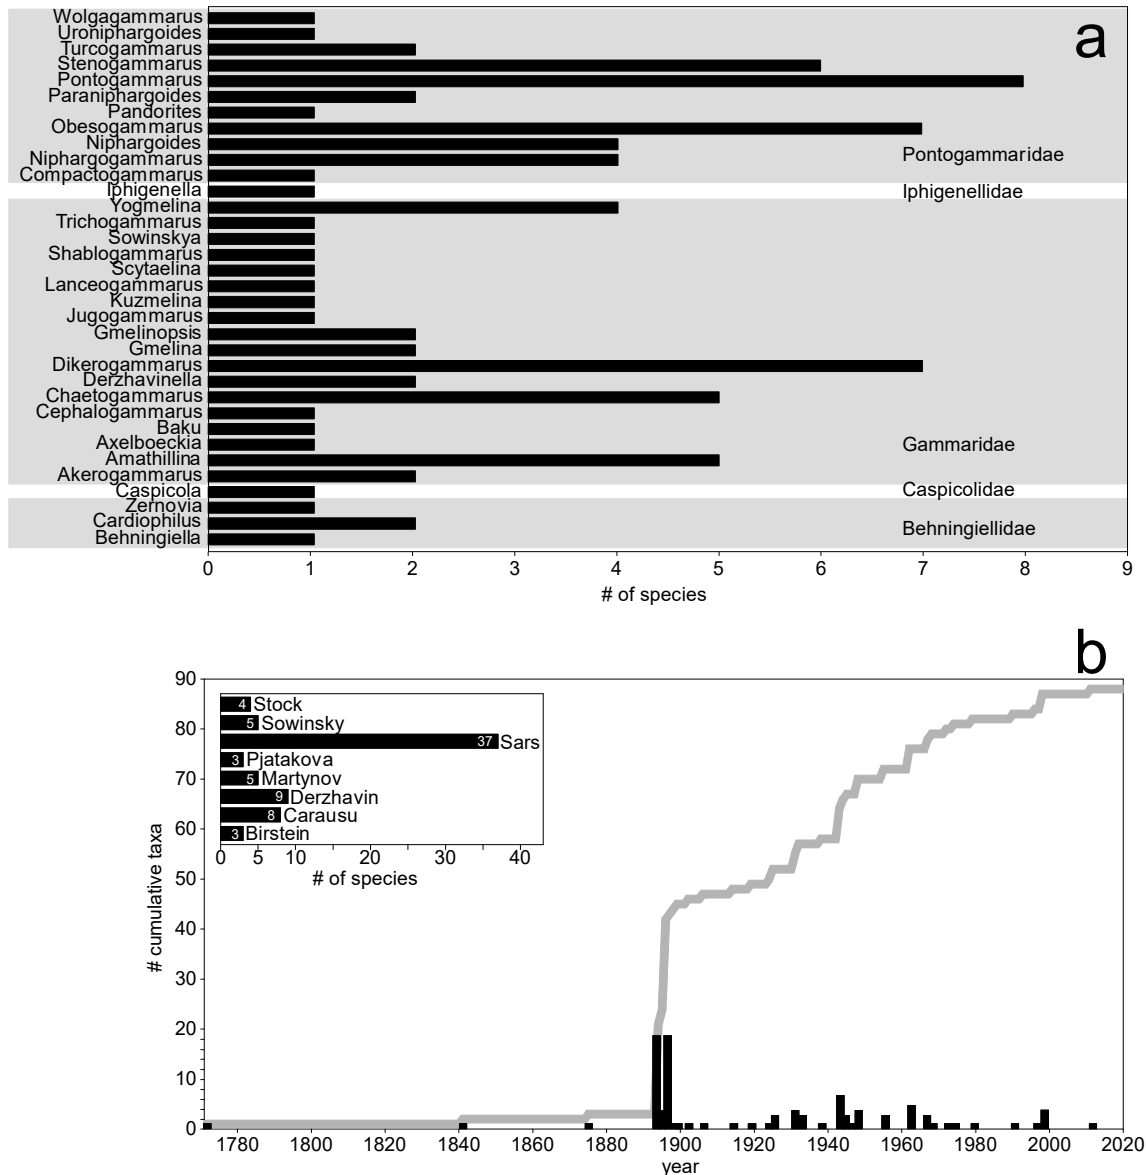 a
Wolgagammarus
Uroniphargoides
Turcogammarus
Stenogammarus
Pontogammarus
Paraniphargoides
Pandorites
Obesogammarus
Niphargoides
Niphargogammarus
Pontogammaridae
Compactogammarus
Iphigenella
Iphigenellidae
Yogmelina
Trichogammarus
Sowinskya
Shablogammarus
Scytaelina
Lanceogammarus
Kuzmelina
Jugogammarus
Gmelinopsis
Gmelina
Dikerogammarus
Derzhavinella
Chaetogammarus
Cephalogammarus
Baku
Axelboeckia
Gammaridae
Amathillina
Akerogammarus
Caspicola
Caspicolidae
Zernovia
Cardiophilus
Behningiellidae
Behningiella
0 1 2 3 4 5 6 7 8 9
# of species
b
90
80
70
60
50
40
30
20
10
0
# cumulative taxa
4 Stock
5 Sowinsky
37 Sars
3 Pjatakova
5 Martynov
9 Derzhavin
8 Carausu
3 Birstein
0 5 10 20 30 40
# of species
1780 1800 1820 1840 1860 1880 1900 1920 1940 1960 1980 2000 2020
year